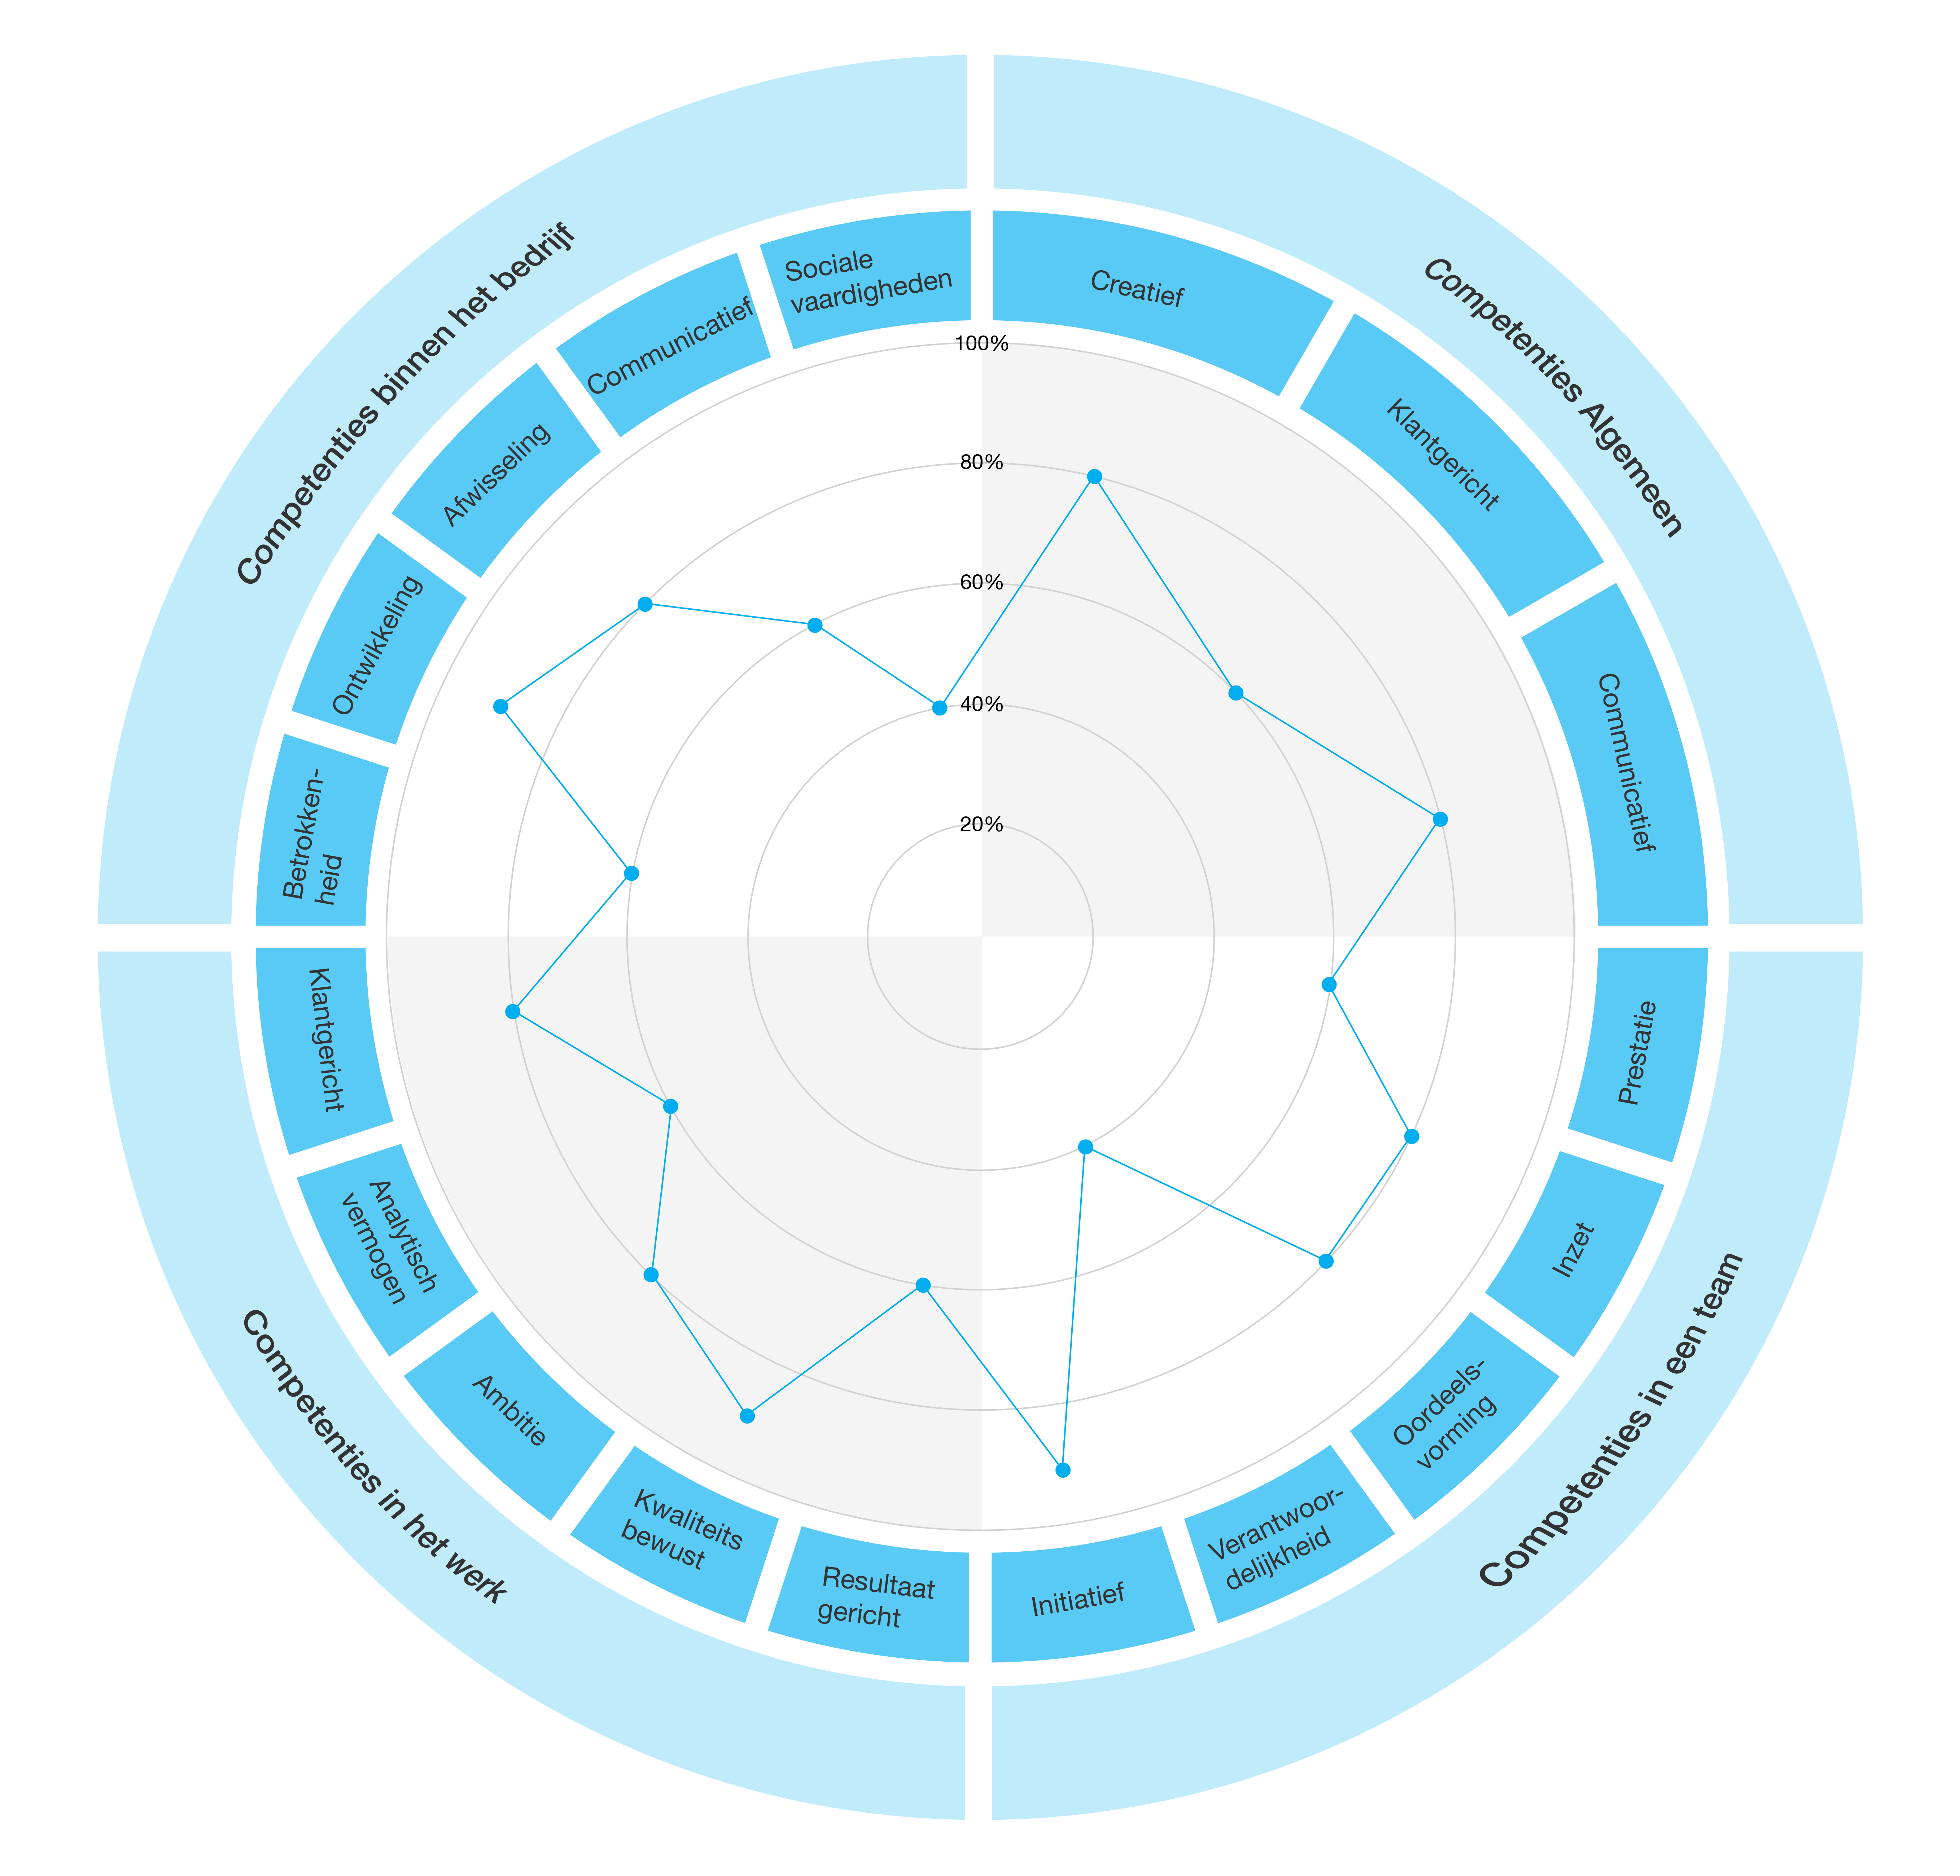 Competenties binnen het bedrijf
Competenties Algemeen
Competenties in een team
Competenties in het werk
Creatief
Klantgericht
Communicatief
Prestatie
Inzet
Oordeels-
vorming
Verantwoor-
delijkheid
Initiatief
Resultaat
gericht
Kwaliteits
bewust
Ambitie
Analytisch
vermogen
Klantgericht
Betrokken-
heid
Ontwikkeling
Afwisseling
Communicatief
Sociale
vaardigheden
100%
80%
60%
40%
20%